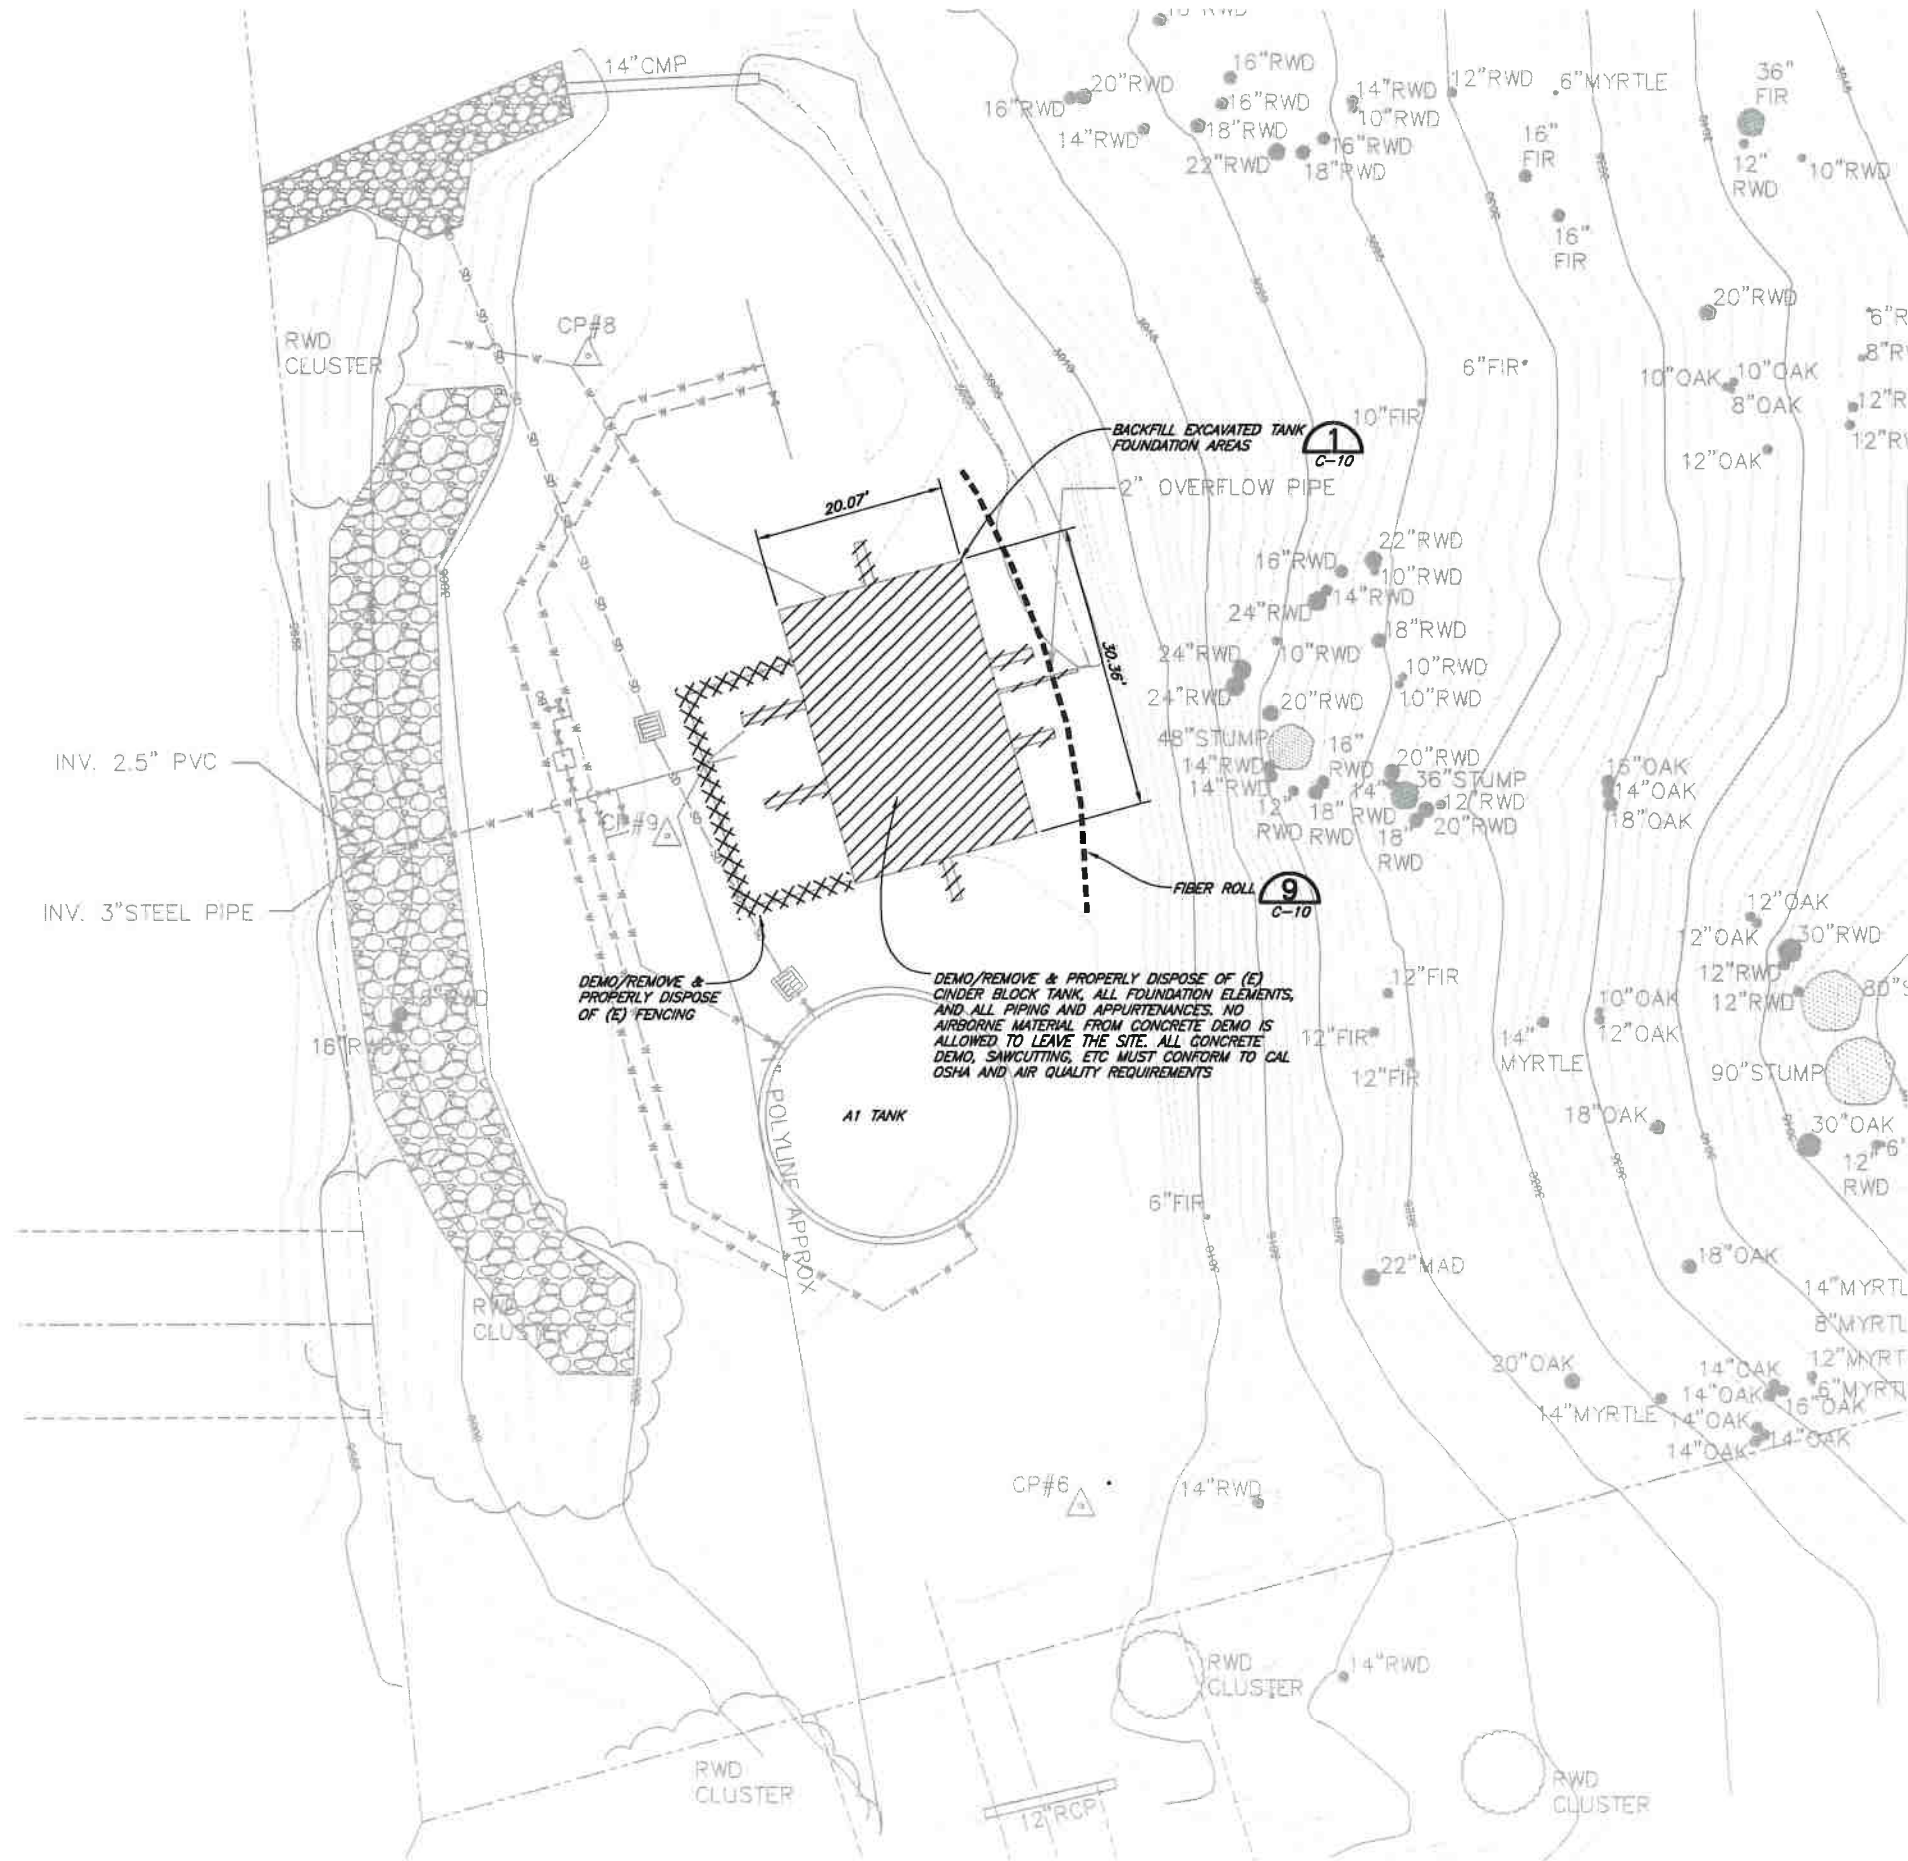 14"CMP
16"RWD
20"RWD
16"RWD
16"RWD
14"RWD
18"RWD
22"RWD
18"RWD
16"RWD
14"RWD
10"RWD
12"RWD
6"MYRTLE
16"
FIR
16"
FIR
36"
FIR
12"
RWD
10"RWD
20"RWD
RWD
CLUSTER
CP#8
6"FIR
10"OAK
10"OAK
8"OAK
12"OAK
10"FIR
BACKFILL EXCAVATED TANK
FOUNDATION AREAS
1
C-10
2" OVERFLOW PIPE
20.07'
30.36'
22"RWD
16"RWD
10"RWD
14"RWD
24"RWD
18"RWD
24"RWD
10"RWD
10"RWD
10"RWD
24"RWD
20"RWD
48"STUMP
16"
RWD
14"RWD
14"RWD
12"
RWD
18"
RWD
14"
RWD
18"
RWD
20"RWD
36"STUMP
12"RWD
20"RWD
14"OAK
18"OAK
INV. 2.5" PVC
CP#9
INV. 3"STEEL PIPE
FIBER ROLL
9
C-10
12"OAK
12"OAK
30"RWD
12"RWD
12"RWD
DEMO/REMOVE &
PROPERLY DISPOSE
OF (E) FENCING
DEMO/REMOVE & PROPERLY DISPOSE OF (E)
CINDER BLOCK TANK, ALL FOUNDATION ELEMENTS,
AND ALL PIPING AND APPURTENANCES. NO
AIRBORNE MATERIAL FROM CONCRETE DEMO IS
ALLOWED TO LEAVE THE SITE. ALL CONCRETE
DEMO, SAWCUTTING, ETC MUST CONFORM TO CAL
OSHA AND AIR QUALITY REQUIREMENTS
12"FIR
12"FIR
12"FIR
10"OAK
12"OAK
14"
MYRTLE
90"STUMP
18"OAK
30"OAK
12"
RWD
A1 TANK
POLYLINE APPROX
6"FIR
22"MAD
18"OAK
RWD
CLUSTER
14"OAK
14"OAK
16"OAK
14"MYRTLE
14"OAK
14"OAK
14"OAK
CP#6
14"RWD
RWD
CLUSTER
14"RWD
RWD
CLUSTER
12"RCP
RWD
CLUSTER